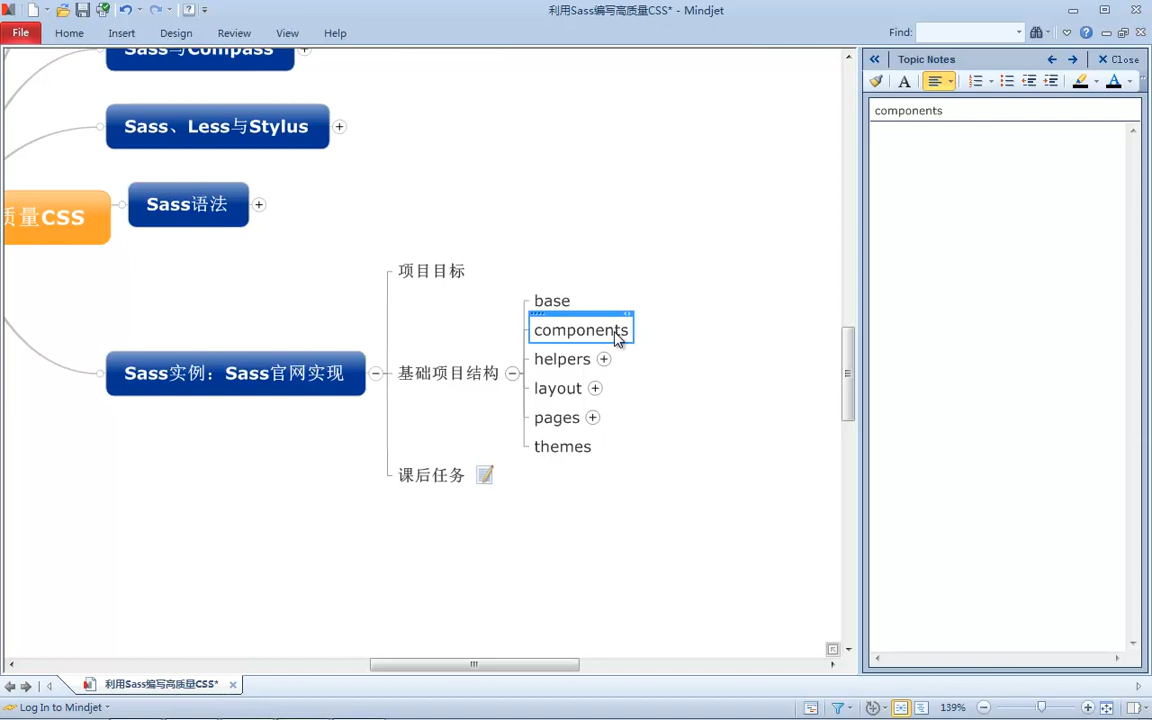 利用Sass编写高质量CSS* - Mindjet
File Home Insert Design Review View Help Find:
Sass与Compass
Topic Notes Close
components
Sass、Less与Stylus
Sass语法
质量CSS
项目目标
base
components
helpers
Sass实例：Sass官网实现
基础项目结构
layout
pages
themes
课后任务
利用Sass编写高质量CSS*
Log In to Mindjet
139%